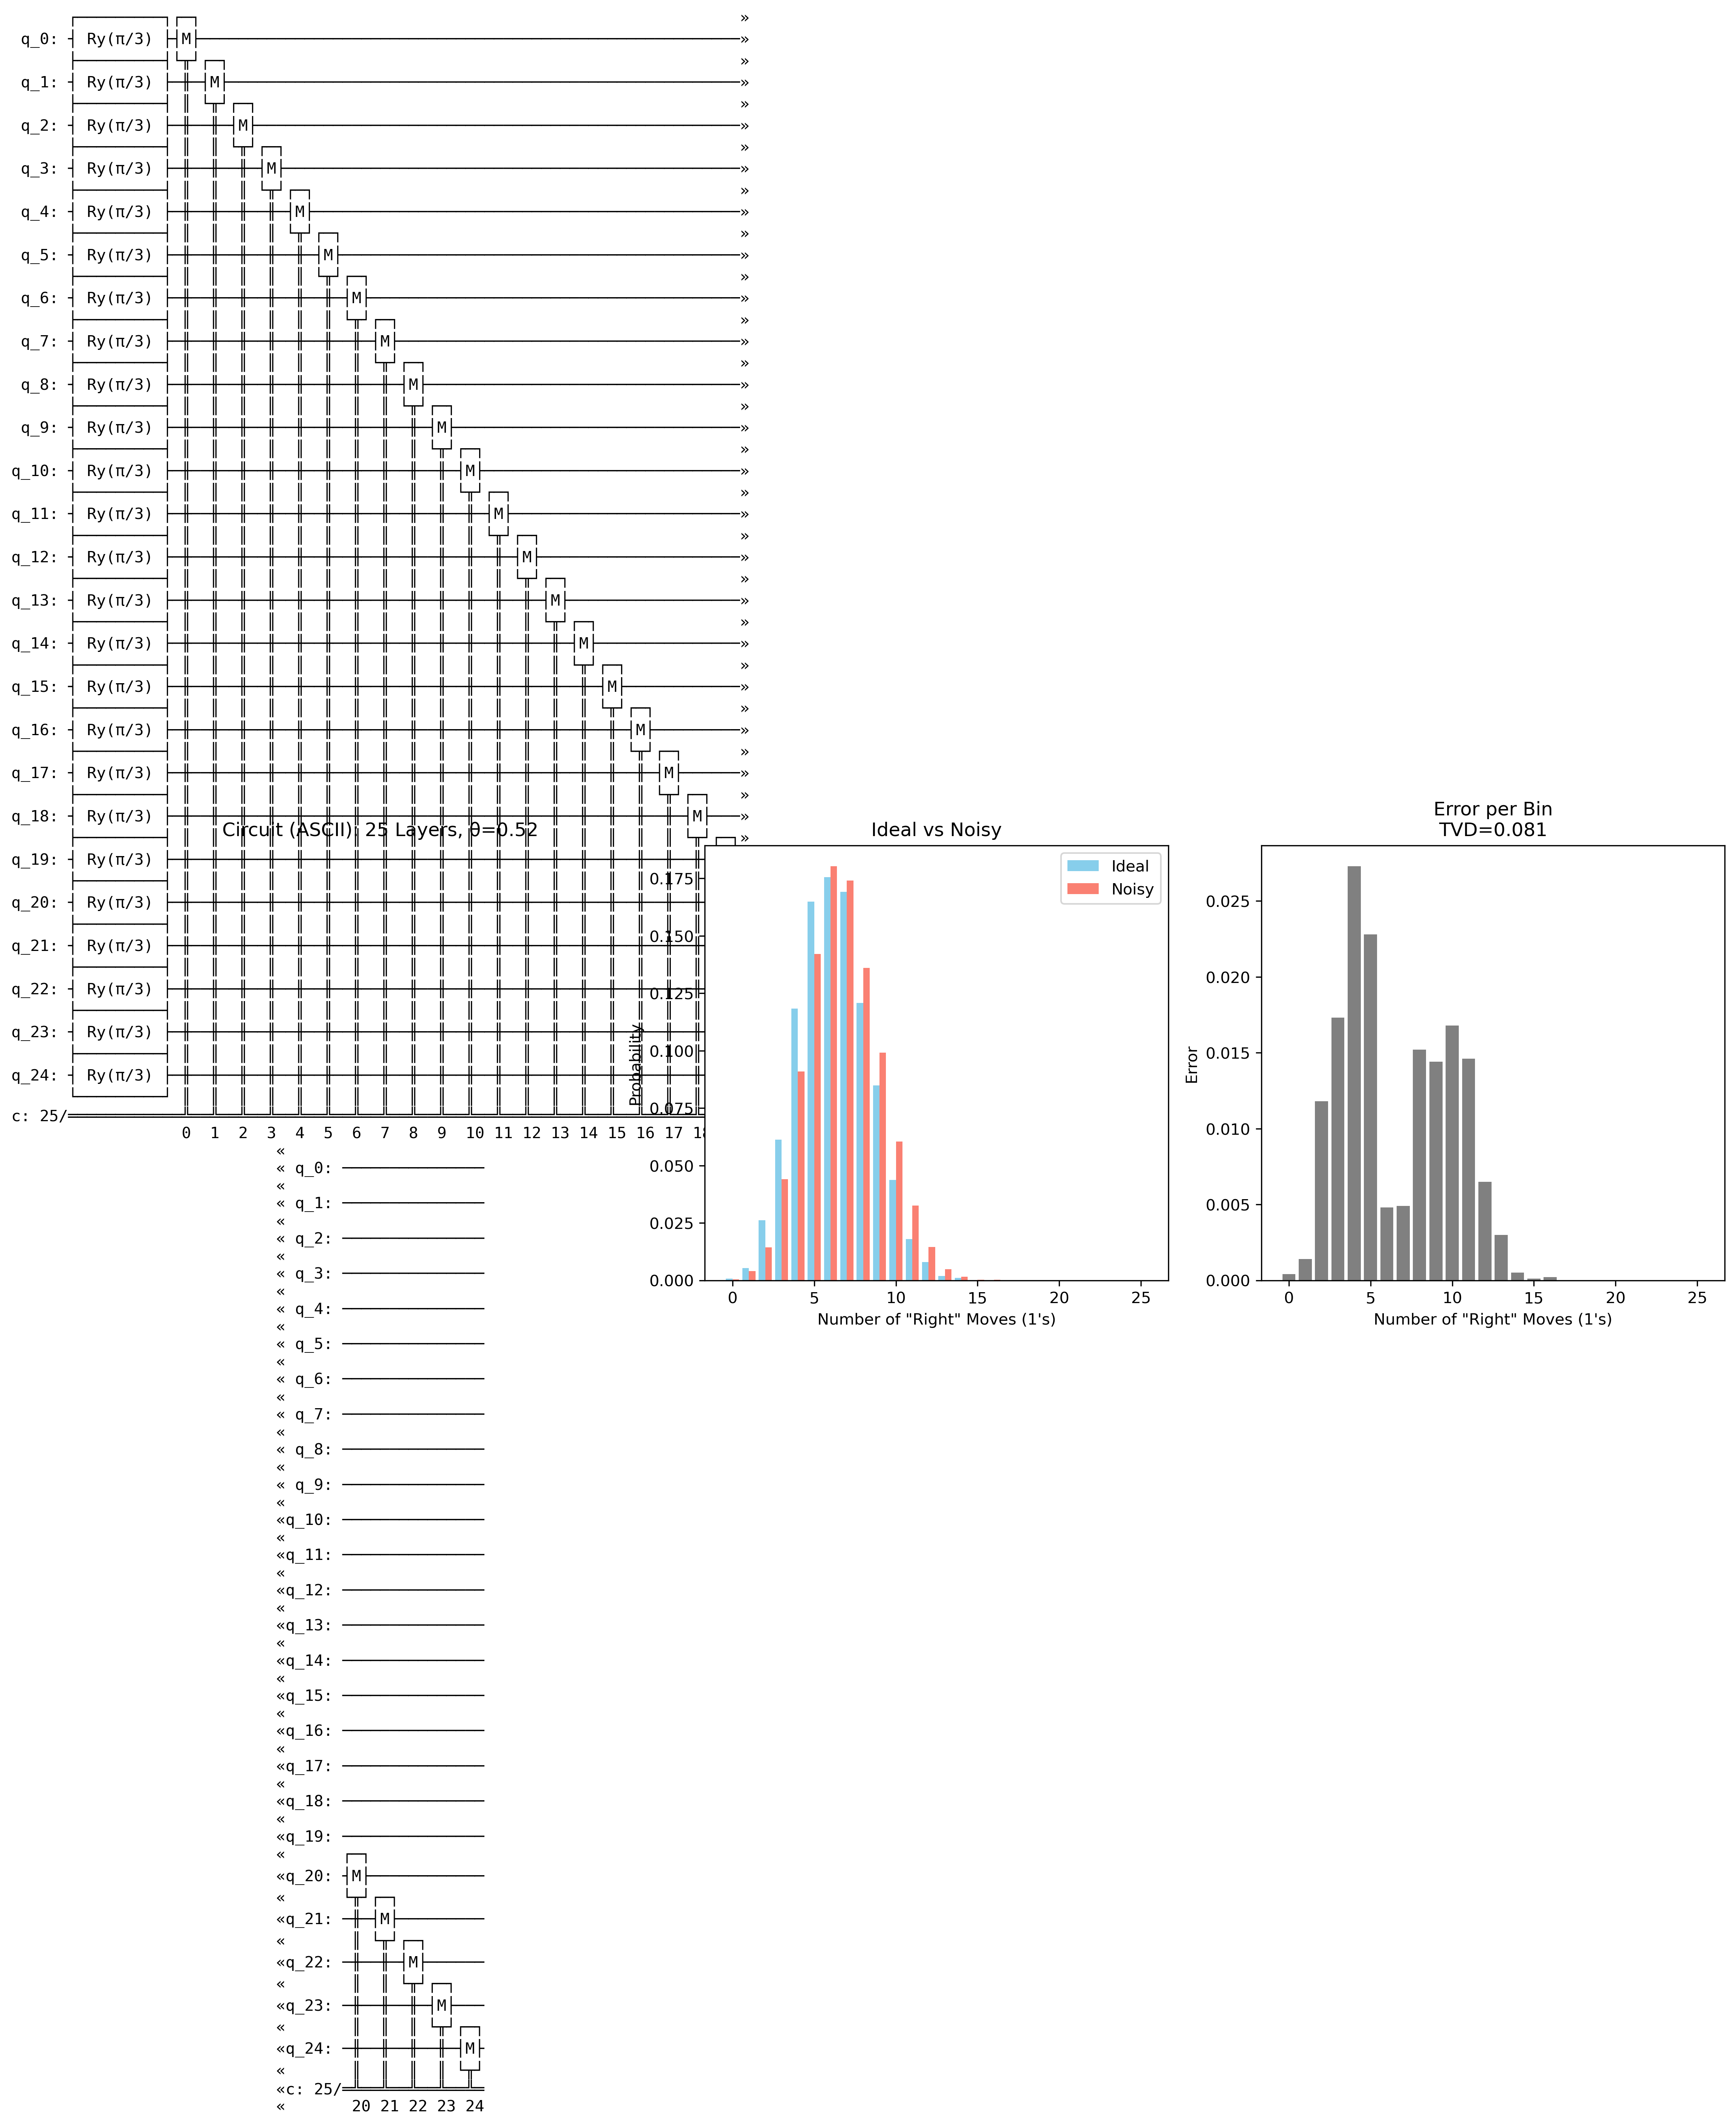 »
q_0: Ry(π/3) M »
»
q_1: Ry(π/3) M »
»
q_2: Ry(π/3) M »
»
q_3: Ry(π/3) M »
»
q_4: Ry(π/3) M »
»
q_5: Ry(π/3) M »
»
q_6: Ry(π/3) M »
»
q_7: Ry(π/3) M »
»
q_8: Ry(π/3) M »
»
q_9: Ry(π/3) M »
»
q_10: Ry(π/3) M »
»
q_11: Ry(π/3) M »
»
q_12: Ry(π/3) M »
»
q_13: Ry(π/3) M »
»
q_14: Ry(π/3) M »
»
q_15: Ry(π/3) M »
»
q_16: Ry(π/3) M »
»
q_17: Ry(π/3) M »
»
q_18: Ry(π/3) M »
»
q_19: Ry(π/3)
q_20: Ry(π/3)
q_21: Ry(π/3)
q_22: Ry(π/3)
q_23: Ry(π/3)
q_24: Ry(π/3)
c: 25/
0 1 2 3 4 5 6 7 8 9 10 11 12 13 14 15 16 17
Circuit (ASCII): 25 Layers, θ=0.52
«
« q_0:
«
« q_1:
«
« q_2:
«
« q_3:
«
« q_4:
«
« q_5:
«
« q_6:
«
« q_7:
«
« q_8:
«
« q_9:
«
«q_10:
«
«q_11:
«
«q_12:
«
«q_13:
«
«q_14:
«
«q_15:
«
«q_16:
«
«q_17:
«
«q_18:
«
«q_19:
«
«q_20: M
«
«q_21: M
«
«q_22: M
«
«q_23: M
«
«q_24: M
«
«c: 25/
« 20 21 22 23 24
Ideal vs Noisy
Ideal
Noisy
Probability
0.175
0.150
0.125
0.100
0.075
0.050
0.025
0.000
0 5 10 15 20 25
Number of "Right" Moves (1's)
Error per Bin
TVD=0.081
Error
0.025
0.020
0.015
0.010
0.005
0.000
0 5 10 15 20 25
Number of "Right" Moves (1's)